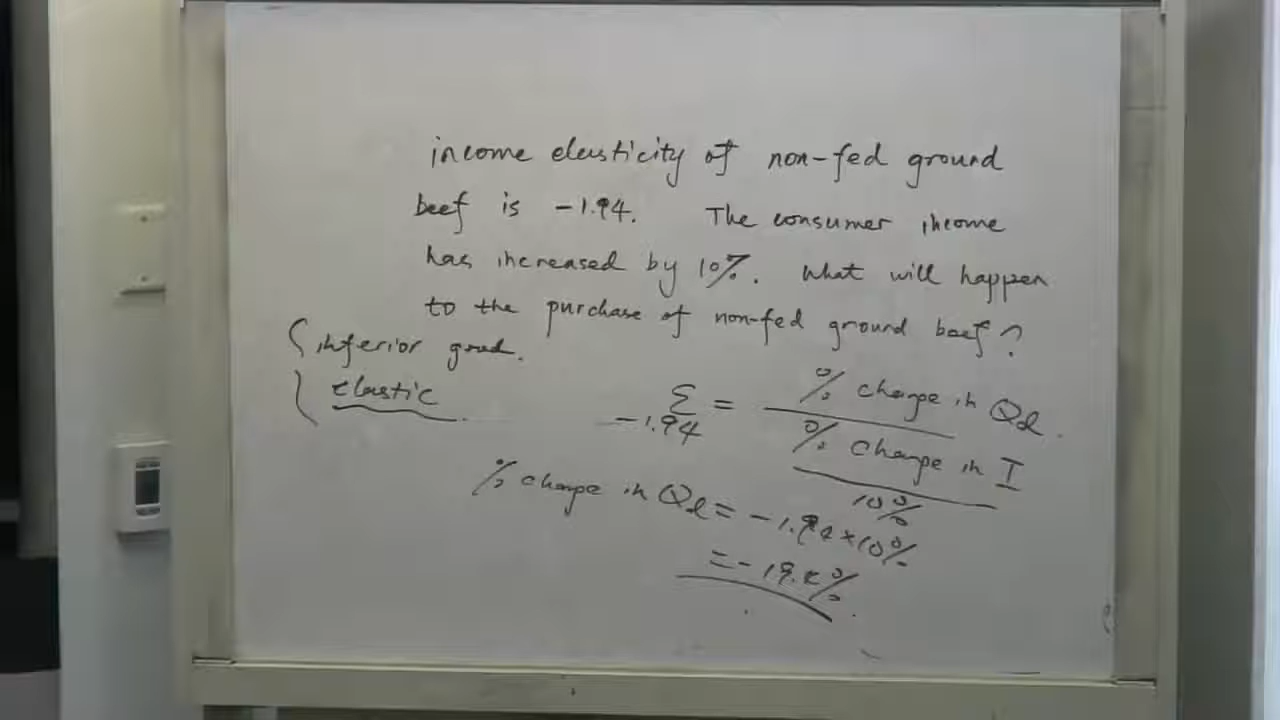 income elasticity of non-fed ground
beef is -1.94. The consumer income
has increased by 10%. What will happen
to the purchase of non-fed ground beef?
inferior good.
elastic
Σ = % change in Qd.
-1.94 % change in I
10%
% change in Qd = -1.94 × 10%
= -19.4%.